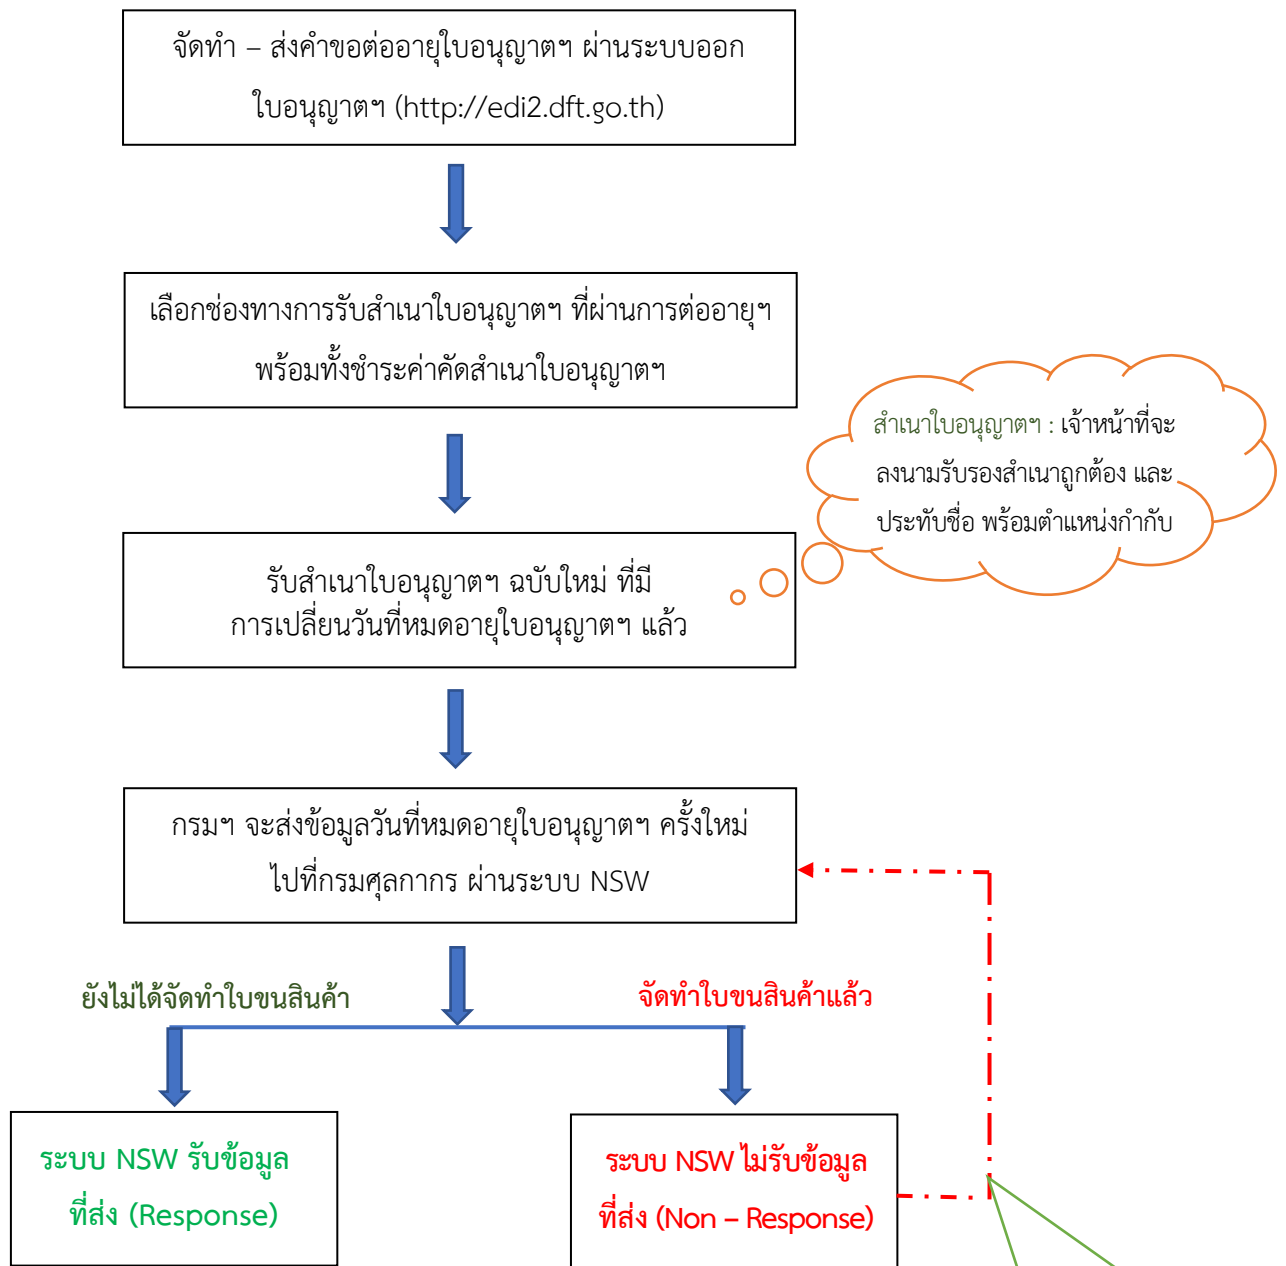 จัดทำ – ส่งคำขอต่ออายุใบอนุญาตฯ ผ่านระบบออก
ใบอนุญาตฯ (http://edi2.dft.go.th)
เลือกช่องทางการรับสำเนาใบอนุญาตฯ ที่ผ่านการต่ออายุฯ
พร้อมทั้งชำระค่าคัดสำเนาใบอนุญาตฯ
สำเนาใบอนุญาตฯ : เจ้าหน้าที่จะ
ลงนามรับรองสำเนาถูกต้อง และ
ประทับชื่อ พร้อมตำแหน่งกำกับ
รับสำเนาใบอนุญาตฯ ฉบับใหม่ ที่มี
การเปลี่ยนวันที่หมดอายุใบอนุญาตฯ แล้ว
กรมฯ จะส่งข้อมูลวันที่หมดอายุใบอนุญาตฯ ครั้งใหม่
ไปที่กรมศุลกากร ผ่านระบบ NSW
ยังไม่ได้จัดทำใบขนสินค้า
จัดทำใบขนสินค้าแล้ว
ระบบ NSW รับข้อมูล
ที่ส่ง (Response)
ระบบ NSW ไม่รับข้อมูล
ที่ส่ง (Non – Response)